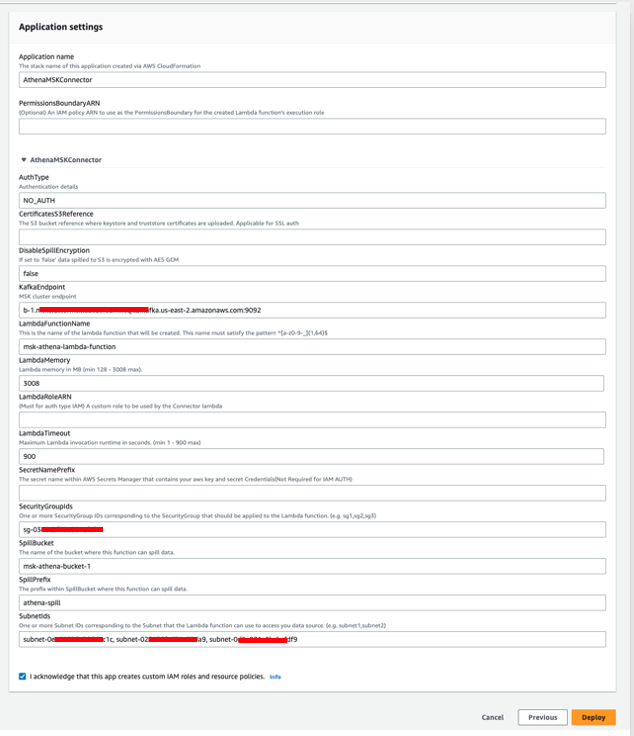 Application settings
Application name
The stack name of this application created via AWS CloudFormation
AthenaMSKConnector
PermissionsBoundaryARN
(Optional) An IAM policy ARN to use as the PermissionsBoundary for the created Lambda function's execution role
▼ AthenaMSKConnector
AuthType
Authentication details
NO_AUTH
CertificatesS3Reference
The S3 bucket reference where keystore and truststore certificates are uploaded. Applicable for SSL auth
DisableSpillEncryption
If set to 'false' data spilled to S3 is encrypted with AES GCM
false
KafkaEndpoint
MSK cluster endpoint
b-1.m fka.us-east-2.amazonaws.com:9092
LambdaFunctionName
This is the name of the lambda function that will be created. This name must satisfy the pattern ^[a-z0-9-_]{1,64}$
msk-athena-lambda-function
LambdaMemory
Lambda memory in MB (min 128 - 3008 max).
3008
LambdaRoleARN
(Must for auth type IAM) A custom role to be used by the Connector lambda
LambdaTimeout
Maximum Lambda invocation runtime in seconds. (min 1 - 900 max)
900
SecretNamePrefix
The secret name within AWS Secrets Manager that contains your aws key and secret Credentials(Not Required for IAM AUTH)
SecurityGroupIds
One or more SecurityGroup IDs corresponding to the SecurityGroup that should be applied to the Lambda function. (e.g. sg1,sg2,sg3)
sg-03
SpillBucket
The name of the bucket where this function can spill data.
msk-athena-bucket-1
SpillPrefix
The prefix within SpillBucket where this function can spill data.
athena-spill
SubnetIds
One or more Subnet IDs corresponding to the Subnet that the Lambda function can use to access you data source. (e.g. subnet1,subnet2)
subnet-0e c1c, subnet-02 a9, subnet-0 df9
I acknowledge that this app creates custom IAM roles and resource policies. Info
Cancel Previous Deploy